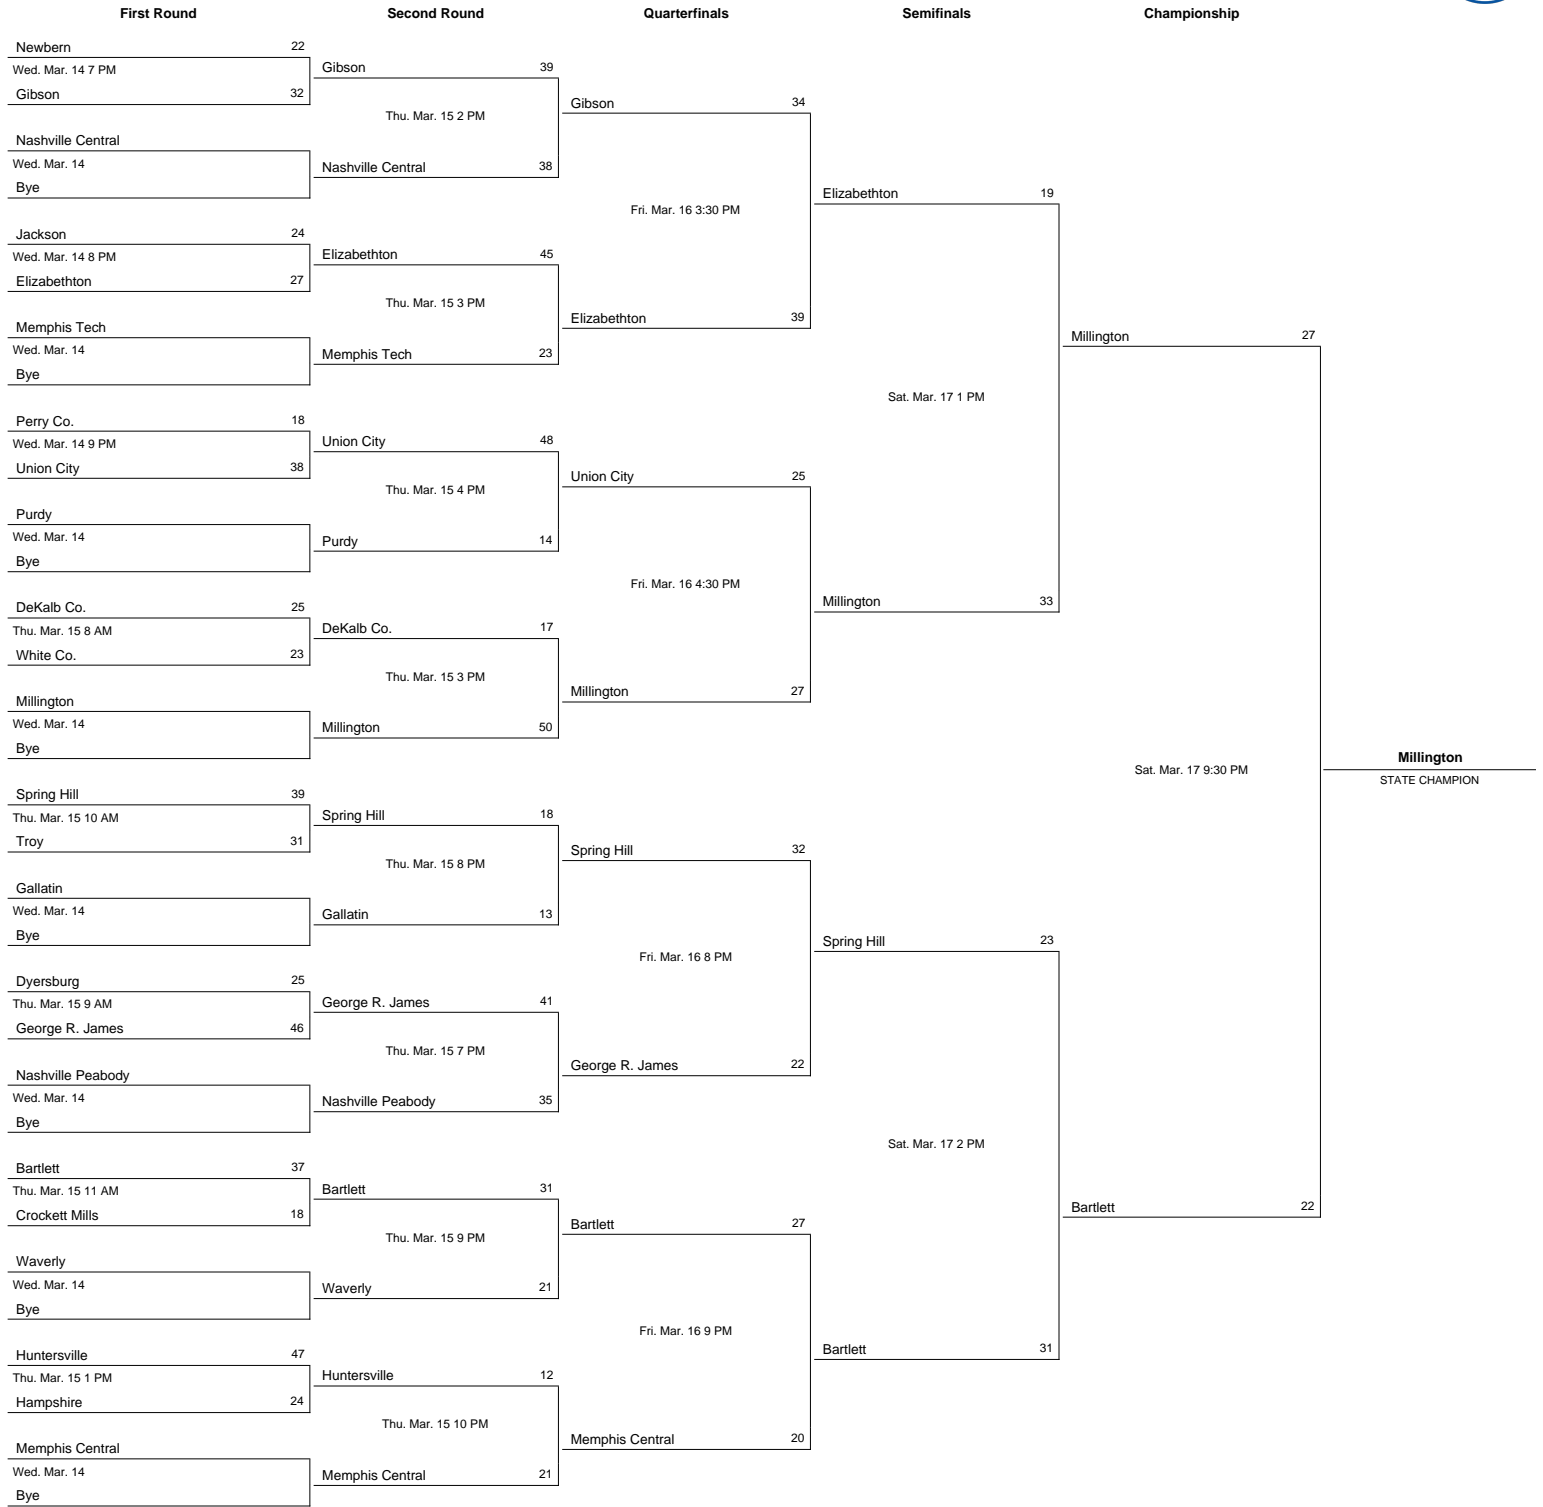 First Round Second Round Quarterfinals Semifinals Championship
Newbern 22
Wed. Mar. 14 7 PM
Gibson 32
Nashville Central
Wed. Mar. 14
Bye
Jackson 24
Wed. Mar. 14 8 PM
Elizabethton 27
Memphis Tech
Wed. Mar. 14
Bye
Perry Co. 18
Wed. Mar. 14 9 PM
Union City 38
Purdy
Wed. Mar. 14
Bye
DeKalb Co. 25
Thu. Mar. 15 8 AM
White Co. 23
Millington
Wed. Mar. 14
Bye
Spring Hill 39
Thu. Mar. 15 10 AM
Troy 31
Gallatin
Wed. Mar. 14
Bye
Dyersburg 25
Thu. Mar. 15 9 AM
George R. James 46
Nashville Peabody
Wed. Mar. 14
Bye
Bartlett 37
Thu. Mar. 15 11 AM
Crockett Mills 18
Waverly
Wed. Mar. 14
Bye
Huntersville 47
Thu. Mar. 15 1 PM
Hampshire 24
Memphis Central
Wed. Mar. 14
Bye
Gibson 39
Thu. Mar. 15 2 PM
Nashville Central 38
Elizabethton 45
Thu. Mar. 15 3 PM
Memphis Tech 23
Union City 48
Thu. Mar. 15 4 PM
Purdy 14
DeKalb Co. 17
Thu. Mar. 15 3 PM
Millington 50
Spring Hill 18
Thu. Mar. 15 8 PM
Gallatin 13
George R. James 41
Thu. Mar. 15 7 PM
Nashville Peabody 35
Bartlett 31
Thu. Mar. 15 9 PM
Waverly 21
Huntersville 12
Thu. Mar. 15 10 PM
Memphis Central 21
Gibson 34
Fri. Mar. 16 3:30 PM
Elizabethton 39
Union City 25
Fri. Mar. 16 4:30 PM
Millington 27
Spring Hill 32
Fri. Mar. 16 8 PM
George R. James 22
Bartlett 27
Fri. Mar. 16 9 PM
Memphis Central 20
Elizabethton 19
Sat. Mar. 17 1 PM
Millington 33
Spring Hill 23
Sat. Mar. 17 2 PM
Bartlett 31
Millington 27
Sat. Mar. 17 9:30 PM
Bartlett 22
Millington
STATE CHAMPION